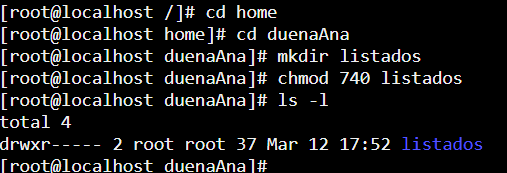 [root@localhost /]# cd home
[root@localhost home]# cd duenaAna
[root@localhost duenaAna]# mkdir listados
[root@localhost duenaAna]# chmod 740 listados
[root@localhost duenaAna]# ls -l
total 4
drwxr----- 2 root root 37 Mar 12 17:52 listados
[root@localhost duenaAna]#